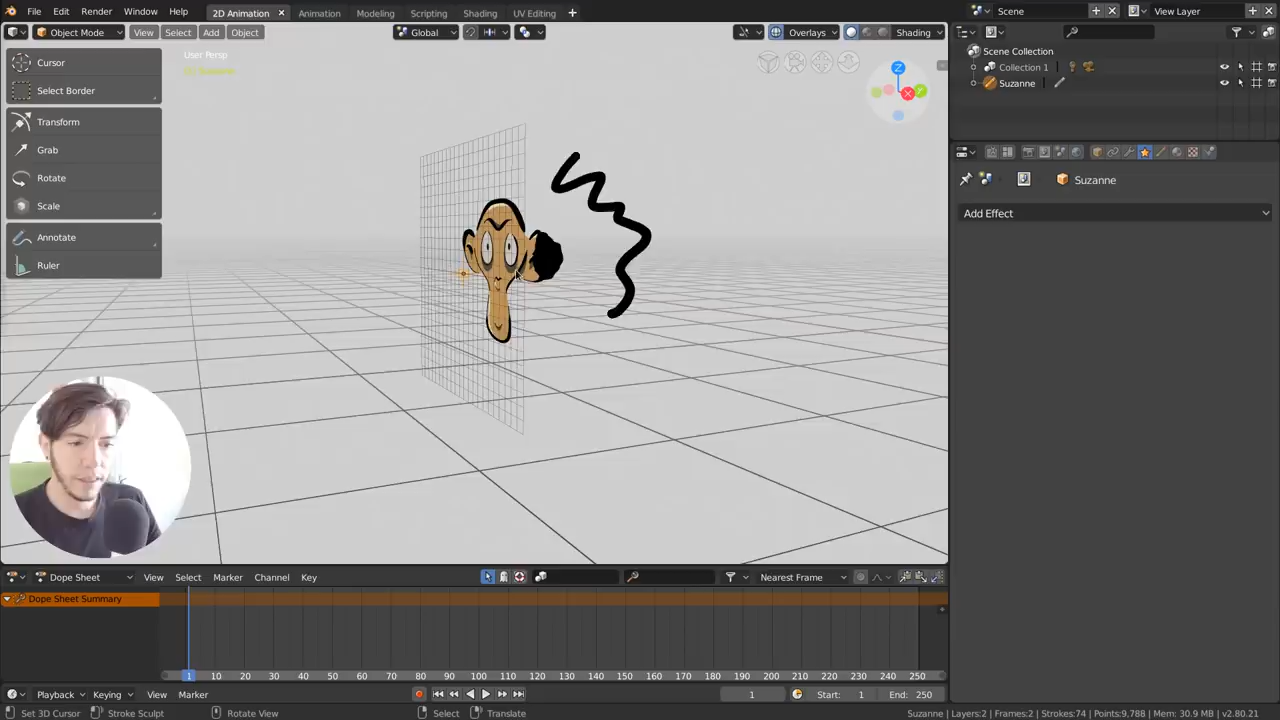 File Edit Render Window Help 2D Animation Animation Modeling Scripting Shading UV Editing Scene View Layer
Object Mode View Select Add Object Global Overlays Shading
User Persp
Cursor
Select Border
Transform
Grab
Rotate
Scale
Annotate
Ruler
Z
X
Y
Scene Collection
Collection 1
Suzanne
Suzanne
Add Effect
Dope Sheet View Select Marker Channel Key Nearest Frame
Dope Sheet Summary
1 10 20 30 40 50 60 70 80 90 100 110 120 130 140 150 160 170 180 190 200 210 220 230 240 250
Playback Keying View Marker 1 Start: 1 End: 250
Set 3D Cursor Stroke Sculpt Rotate View Select Translate Suzanne | Layers:2 | Frames:2 | Strokes:74 | Points:9,788 | Mem: 30.9 MB | v2.80.21